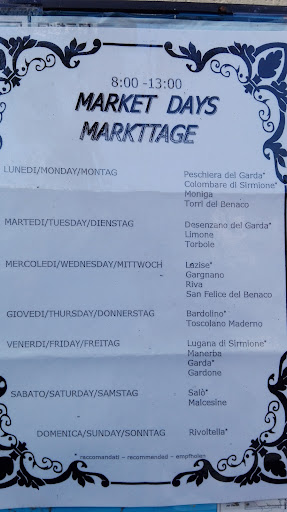 8:00 -13:00
MARKET DAYS
MARKTTAGE
LUNEDI/MONDAY/MONTAG Peschiera del Garda*
Colombare di Sirmione*
Moniga
Torri del Benaco
MARTEDI/TUESDAY/DIENSTAG Desenzano del Garda*
Limone
Torbole
MERCOLEDI/WEDNESDAY/MITTWOCH Lazise*
- Gargnano
Riva
San Felice del Benaco
GIOVEDI/THURSDAY/DONNERSTAG Bardolino*
Toscolano Maderno
VENERDI/FRIDAY/FREITAG Lugana di Sirmione*
Manerba
Garda*
Gardone
SABATO/SATURDAY/SAMSTAG Salò*
Malcesine
DOMENICA/SUNDAY/SONNTAG Rivoltella*
* raccomandati – recommended – empfholen